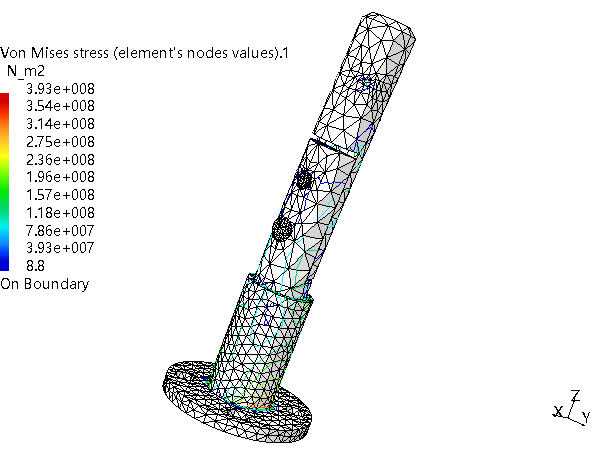 Von Mises stress (element's nodes values).1
N_m2
3.93e+008
3.54e+008
3.14e+008
2.75e+008
2.36e+008
1.96e+008
1.57e+008
1.18e+008
7.86e+007
3.93e+007
8.8
On Boundary
Z
X
Y